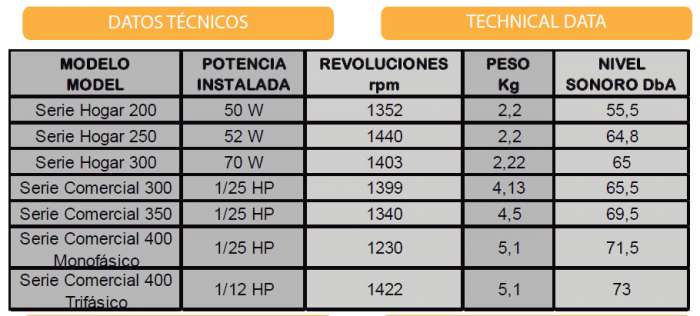 DATOS TÉCNICOS TECHNICAL DATA
MODELO POTENCIA REVOLUCIONES PESO NIVEL
MODEL INSTALADA rpm Kg SONORO DbA
Serie Hogar 200 50 W 1352 2,2 55,5
Serie Hogar 250 52 W 1440 2,2 64,8
Serie Hogar 300 70 W 1403 2,22 65
Serie Comercial 300 1/25 HP 1399 4,13 65,5
Serie Comercial 350 1/25 HP 1340 4,5 69,5
Serie Comercial 400
Monofásico 1/25 HP 1230 5,1 71,5
Serie Comercial 400
Trifásico 1/12 HP 1422 5,1 73